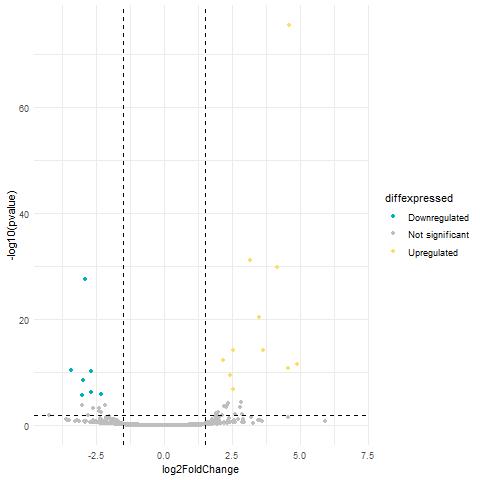 60
40
20
0
-log10(pvalue)
-2.5
0.0
2.5
5.0
7.5
log2FoldChange
diffexpressed
Downregulated
Not significant
Upregulated